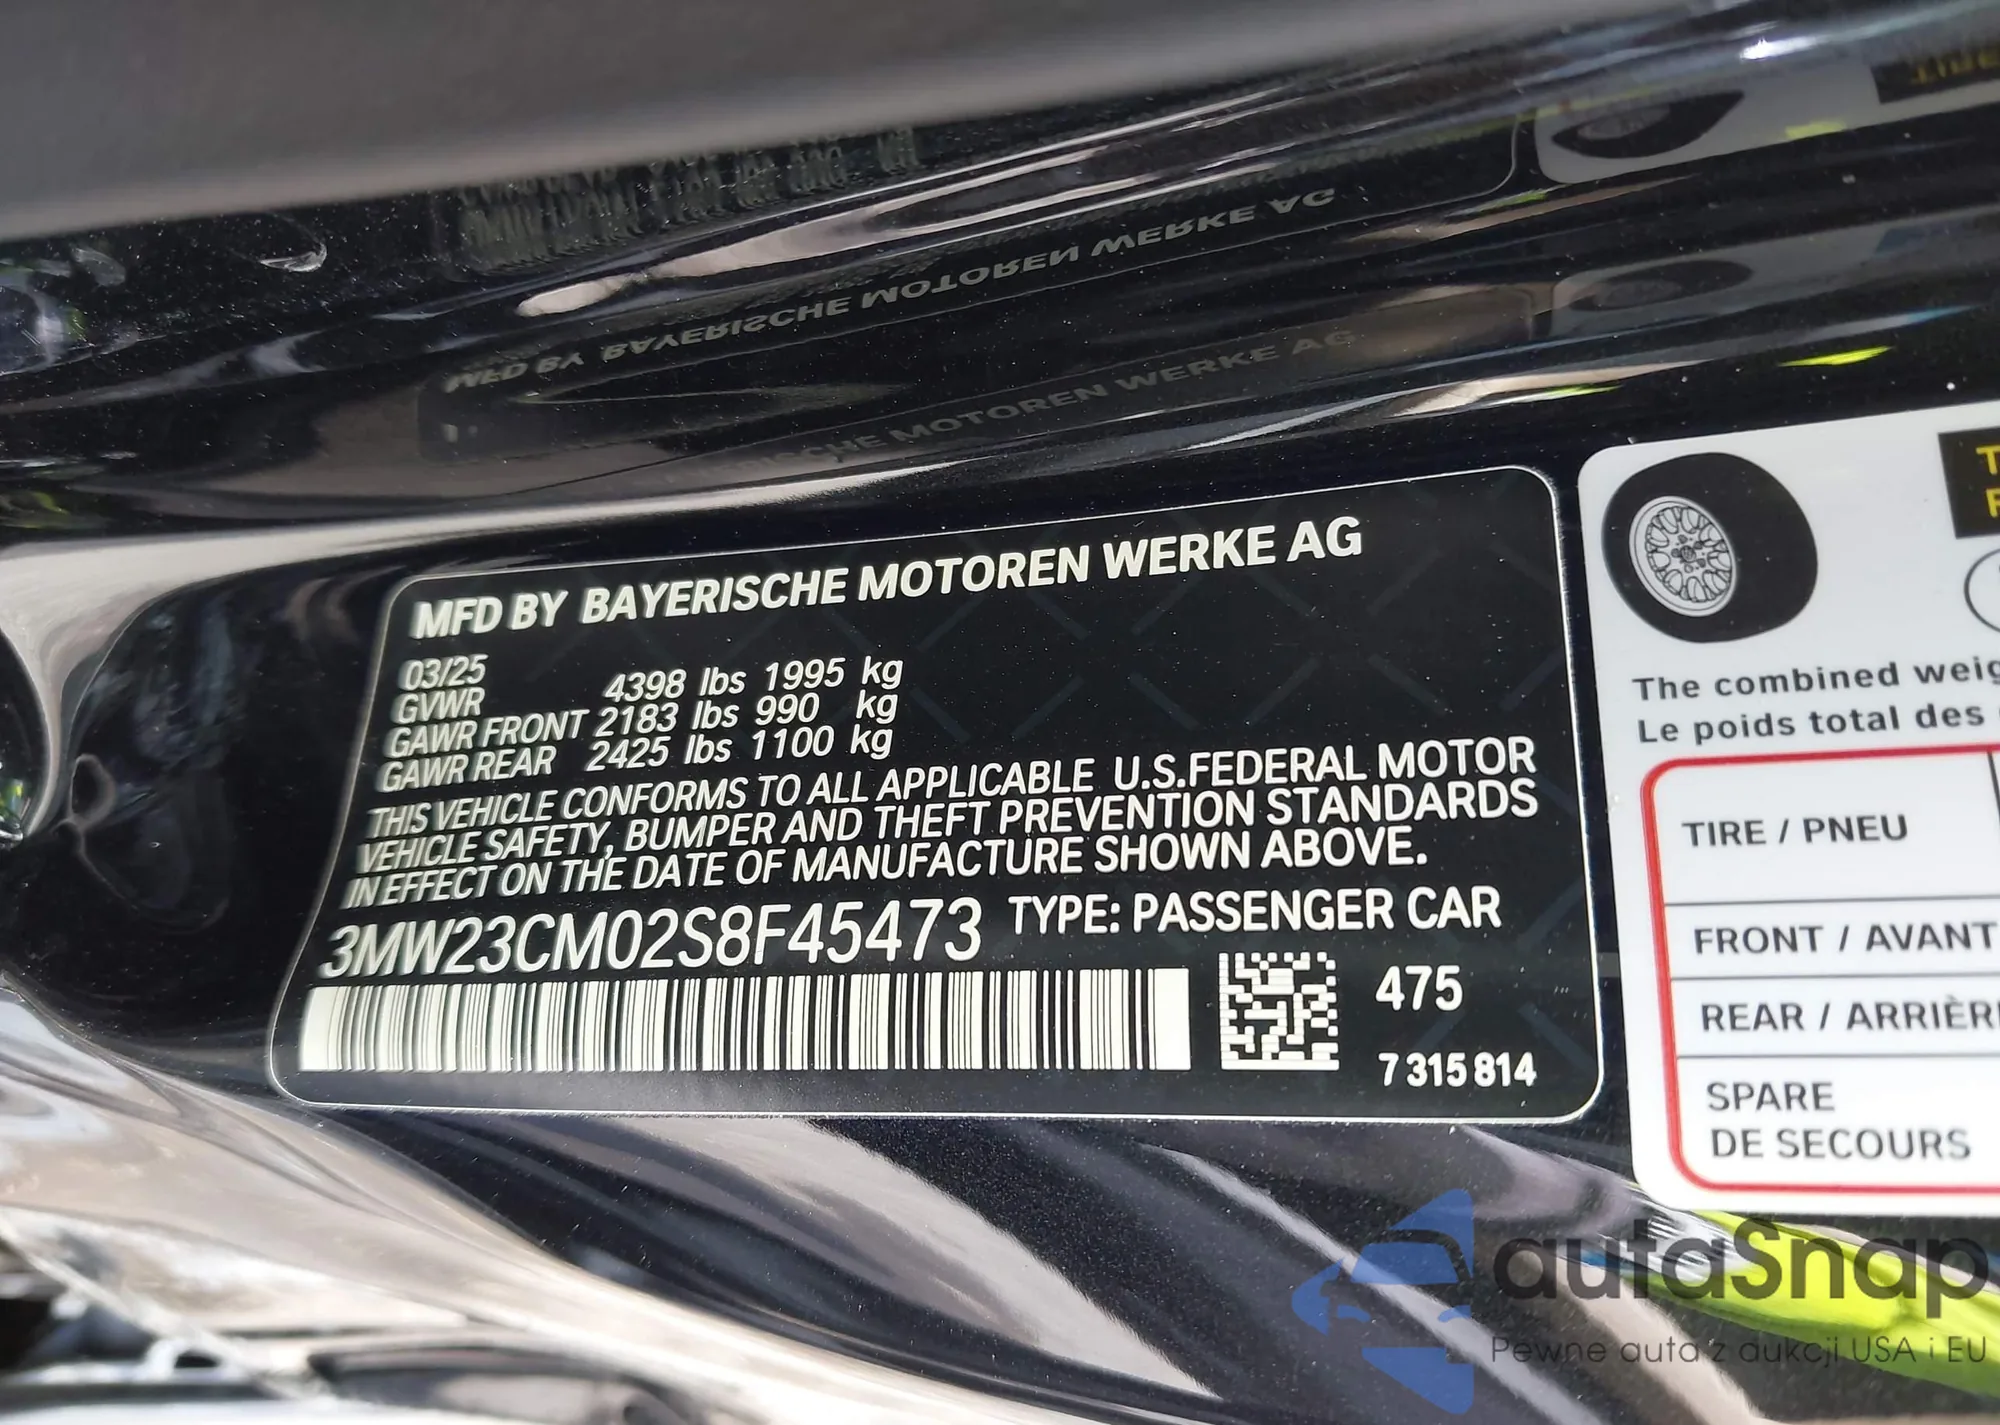 MFD BY BAYERISCHE MOTOREN WERKE AG
03/25
GVWR 4398 lbs 1995 kg
GAWR FRONT 2183 lbs 990 kg
GAWR REAR 2425 lbs 1100 kg
THIS VEHICLE CONFORMS TO ALL APPLICABLE U.S.FEDERAL MOTOR
VEHICLE SAFETY, BUMPER AND THEFT PREVENTION STANDARDS
IN EFFECT ON THE DATE OF MANUFACTURE SHOWN ABOVE.
3MW23CM02S8F45473 TYPE: PASSENGER CAR
475
7 315 814
The combined
Le poids total des
TIRE / PNEU
FRONT / AVANT
REAR /
SPARE
DE SECOURS
autaSnap
Pewne auta z aukcji USA i EU